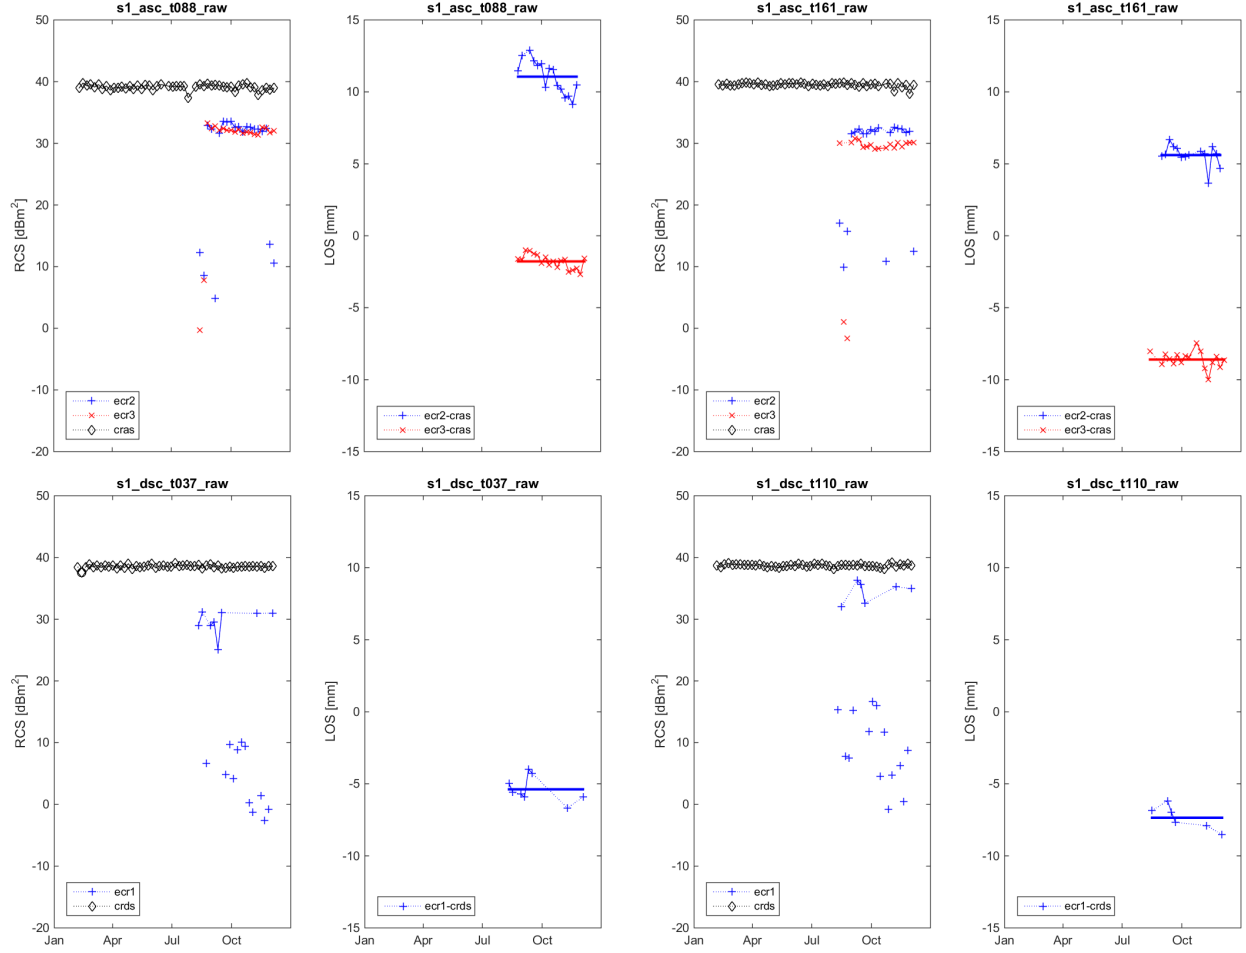 s1_asc_t088_raw
50
40
30
20
10
0
-10
-20
RCS [dBm²]
ecr2
ecr3
cras
s1_asc_t088_raw
15
10
5
0
-5
-10
-15
LOS [mm]
ecr2-cras
ecr3-cras
s1_asc_t161_raw
50
40
30
20
10
0
-10
-20
RCS [dBm²]
ecr2
ecr3
cras
s1_asc_t161_raw
15
10
5
0
-5
-10
-15
LOS [mm]
ecr2-cras
ecr3-cras
s1_dsc_t037_raw
50
40
30
20
10
0
-10
-20
RCS [dBm²]
ecr1
crds
Jan Apr Jul Oct
s1_dsc_t037_raw
15
10
5
0
-5
-10
-15
LOS [mm]
ecr1-crds
Jan Apr Jul Oct
s1_dsc_t110_raw
50
40
30
20
10
0
-10
-20
RCS [dBm²]
ecr1
crds
Jan Apr Jul Oct
s1_dsc_t110_raw
15
10
5
0
-5
-10
-15
LOS [mm]
ecr1-crds
Jan Apr Jul Oct